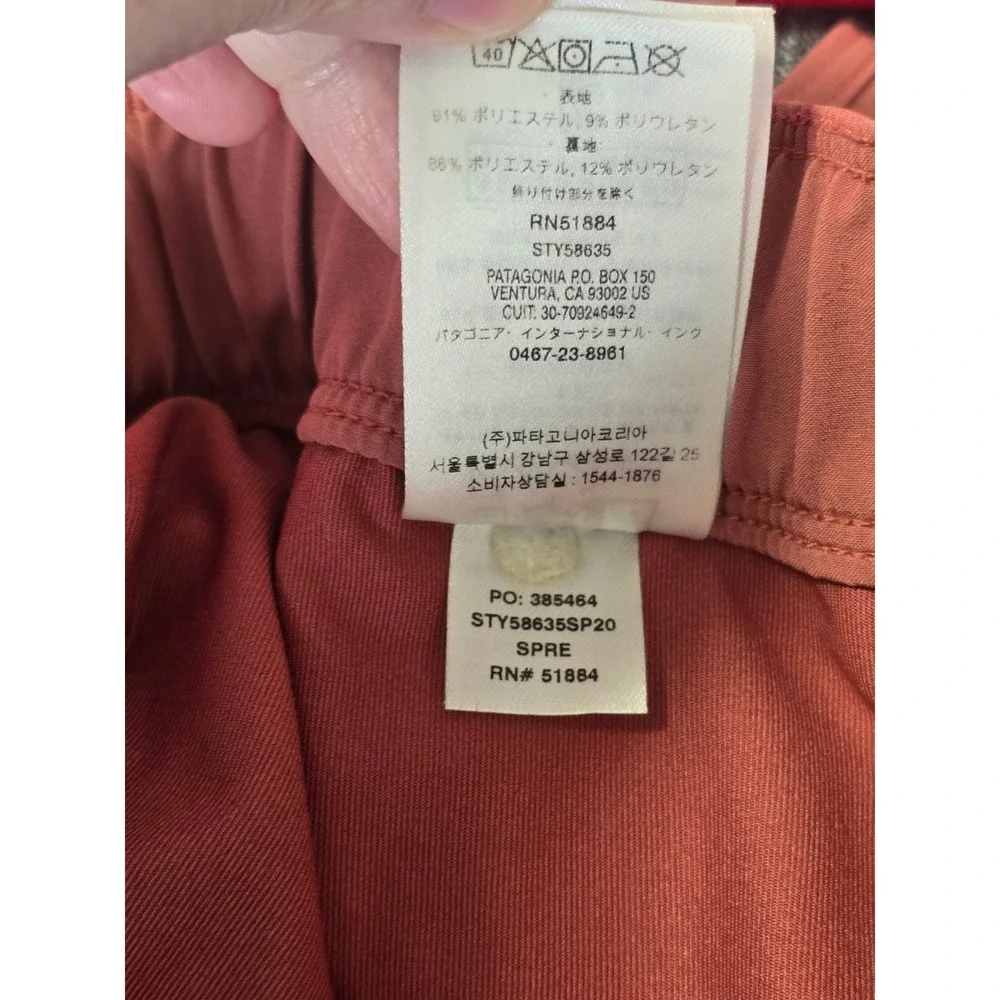 40
表地
91% ポリエステル, 9% ポリウレタン
裏地
88% ポリエステル, 12% ポリウレタン
飾り付け部分を除く
RN51884
STY58635
PATAGONIA P.O. BOX 150
VENTURA, CA 93002 US
CUIT: 30-70924649-2
パタゴニア・インターナショナル・インク
0467-23-8961
(주)파타고니아코리아
서울특별시 강남구 삼성로 122길 25
소비자상담실 : 1544-1876
PO: 385464
STY58635SP20
SPRE
RN# 51884